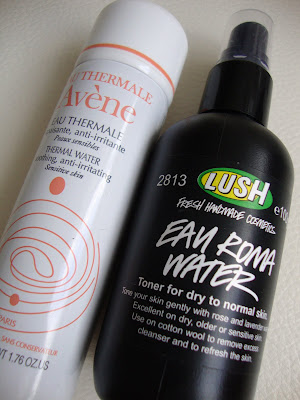 EAU THERMALE
Avène
EAU THERMALE
anti-irritante
Peaux sensibles
THERMAL WATER
anti-irritating
Sensitive skin
PARIS
SANS CONSERVATEUR
WT 1,76 OZ.US
2813
LUSH
FRESH HANDMADE COSMETICS
EAU ROMA
WATER
Toner for dry to normal skin.
Tone your skin gently with rose and lavender
Excellent on dry, older or sensitive skin.
Use on cotton wool to remove excess
cleanser and to refresh the skin.